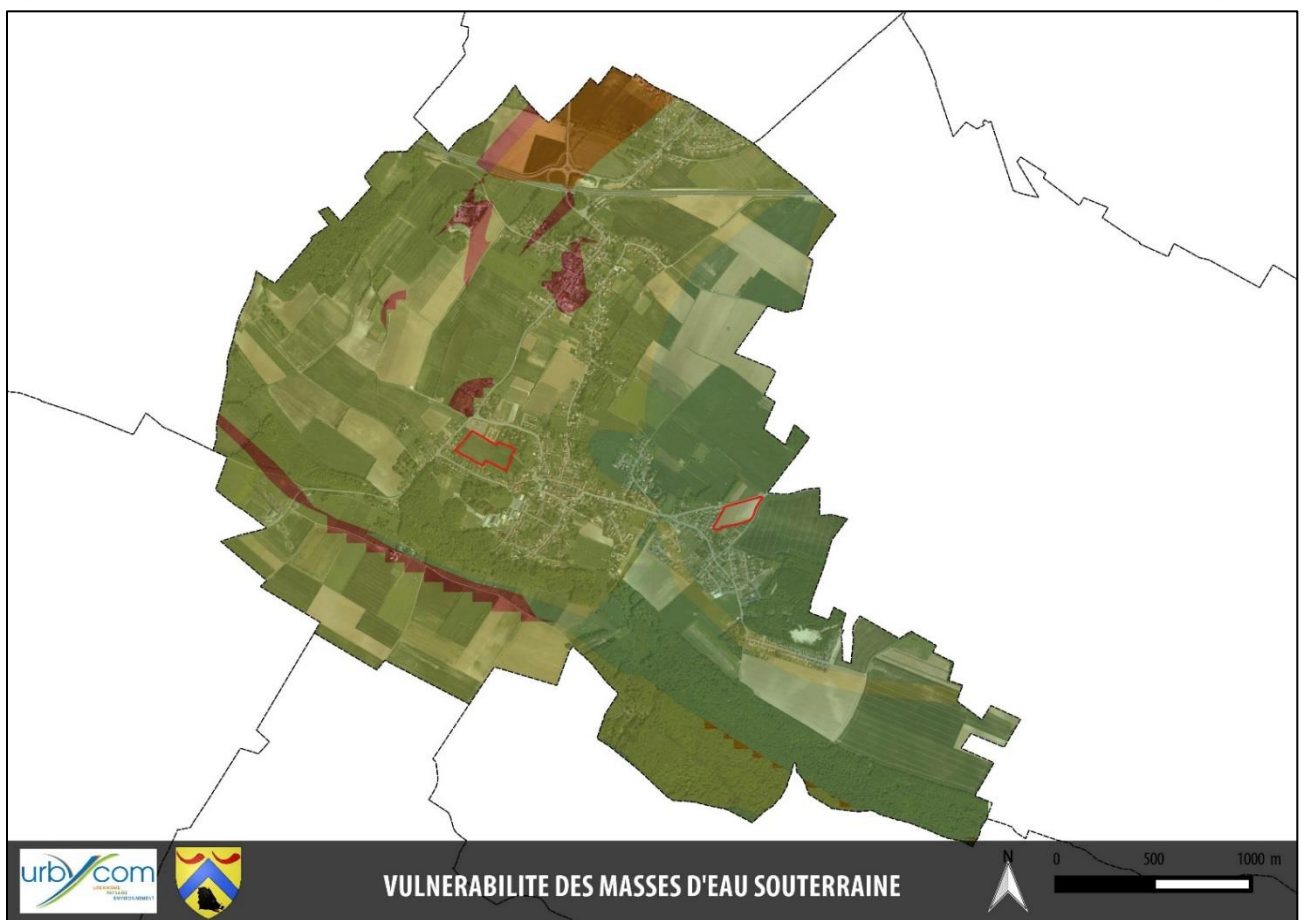 urbycom
URBANISME
PAYSAGE
ENVIRONNEMENT
VULNERABILITE DES MASSES D'EAU SOUTERRAINE
N
0 500 1000 m